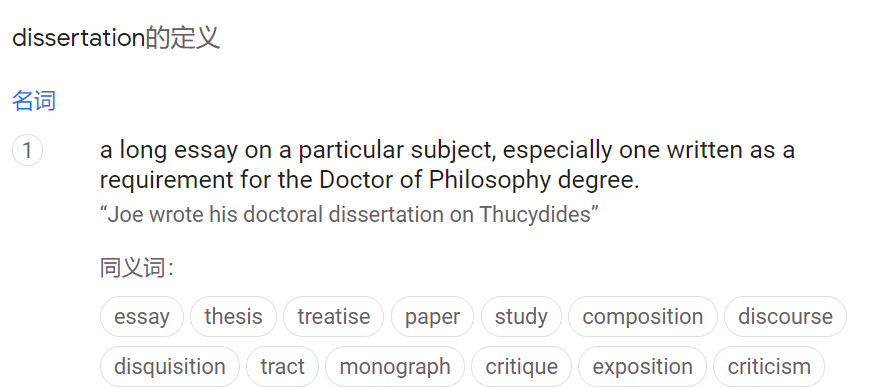 dissertation的定义
名词
1
a long essay on a particular subject, especially one written as a
requirement for the Doctor of Philosophy degree.
“Joe wrote his doctoral dissertation on Thucydides”
同义词：
essay thesis treatise paper study composition discourse
disquisition tract monograph critique exposition criticism